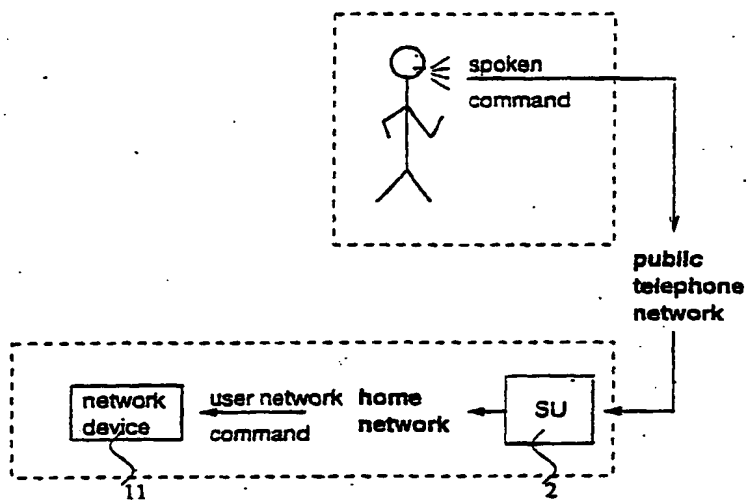 spoken
command
public
telephone
network
network
device
user network
command
home
network
SU
11
2